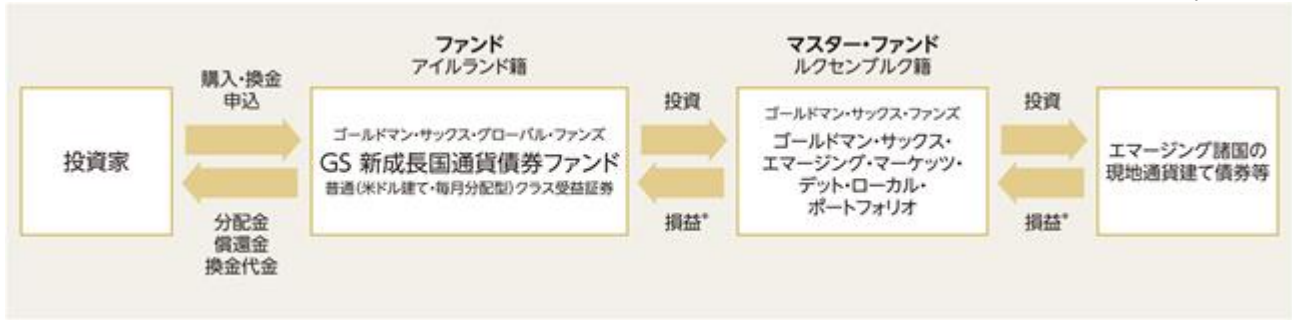 投資家
購入・換金
申込
分配金
償還金
換金代金
ファンド
アイルランド籍
ゴールドマン・サックス・グローバル・ファンズ
GS 新成長国通貨債券ファンド
普通(米ドル建て・毎月分配型)クラス受益証券
投資
損益*
マスター・ファンド
ルクセンブルク籍
ゴールドマン・サックス・ファンズ
ゴールドマン・サックス・
エマージング・マーケッツ・
デット・ローカル・
ポートフォリオ
投資
損益*
エマージング諸国の
現地通貨建て債券等